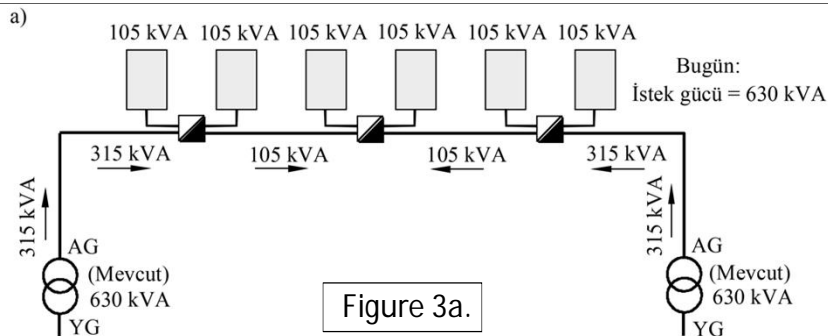 a)
105 kVA 105 kVA 105 kVA 105 kVA 105 kVA 105 kVA
Bugün:
İstek gücü = 630 kVA
315 kVA 105 kVA 105 kVA 315 kVA
315 kVA
AG
(Mevcut)
630 kVA
YG
315 kVA
AG
(Mevcut)
630 kVA
YG
Figure 3a.